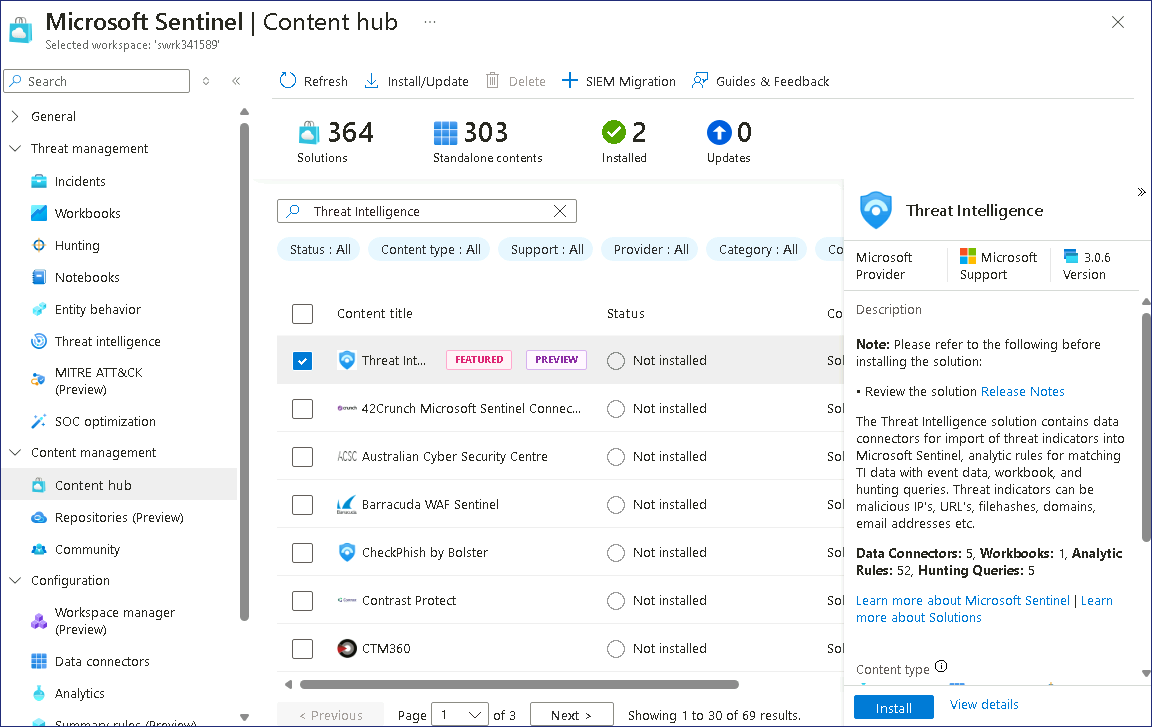 Microsoft Sentinel | Content hub ...
Selected workspace: 'swrk341589'
Search
General
Threat management
Incidents
Workbooks
Hunting
Notebooks
Entity behavior
Threat intelligence
MITRE ATT&CK
(Preview)
SOC optimization
Content management
Content hub
Repositories (Preview)
Community
Configuration
Workspace manager
(Preview)
Data connectors
Analytics
Summary rules (Preview)
Refresh Install/Update Delete SIEM Migration Guides & Feedback
364 303 2 0
Solutions Standalone contents Installed Updates
Threat Intelligence
Status : All Content type : All Support : All Provider : All Category : All Co
Content title Status Co
Threat Int... FEATURED PREVIEW Not installed Sol
42Crunch Microsoft Sentinel Connec... Not installed Sol
ACSC Australian Cyber Security Centre Not installed Sol
Barracuda WAF Sentinel Not installed Sol
CheckPhish by Bolster Not installed Sol
Contrast Protect Not installed Sol
CTM360 Not installed Sol
< Previous Page 1 of 3 Next > Showing 1 to 30 of 69 results.
Threat Intelligence
Microsoft
Provider
Microsoft
Support
3.0.6
Version
Description
Note: Please refer to the following before
installing the solution:
• Review the solution Release Notes
The Threat Intelligence solution contains data
connectors for import of threat indicators into
Microsoft Sentinel, analytic rules for matching
TI data with event data, workbook, and
hunting queries. Threat indicators can be
malicious IP's, URL's, filehashes, domains,
email addresses etc.
Data Connectors: 5, Workbooks: 1, Analytic
Rules: 52, Hunting Queries: 5
Learn more about Microsoft Sentinel | Learn
more about Solutions
Content type
Install View details